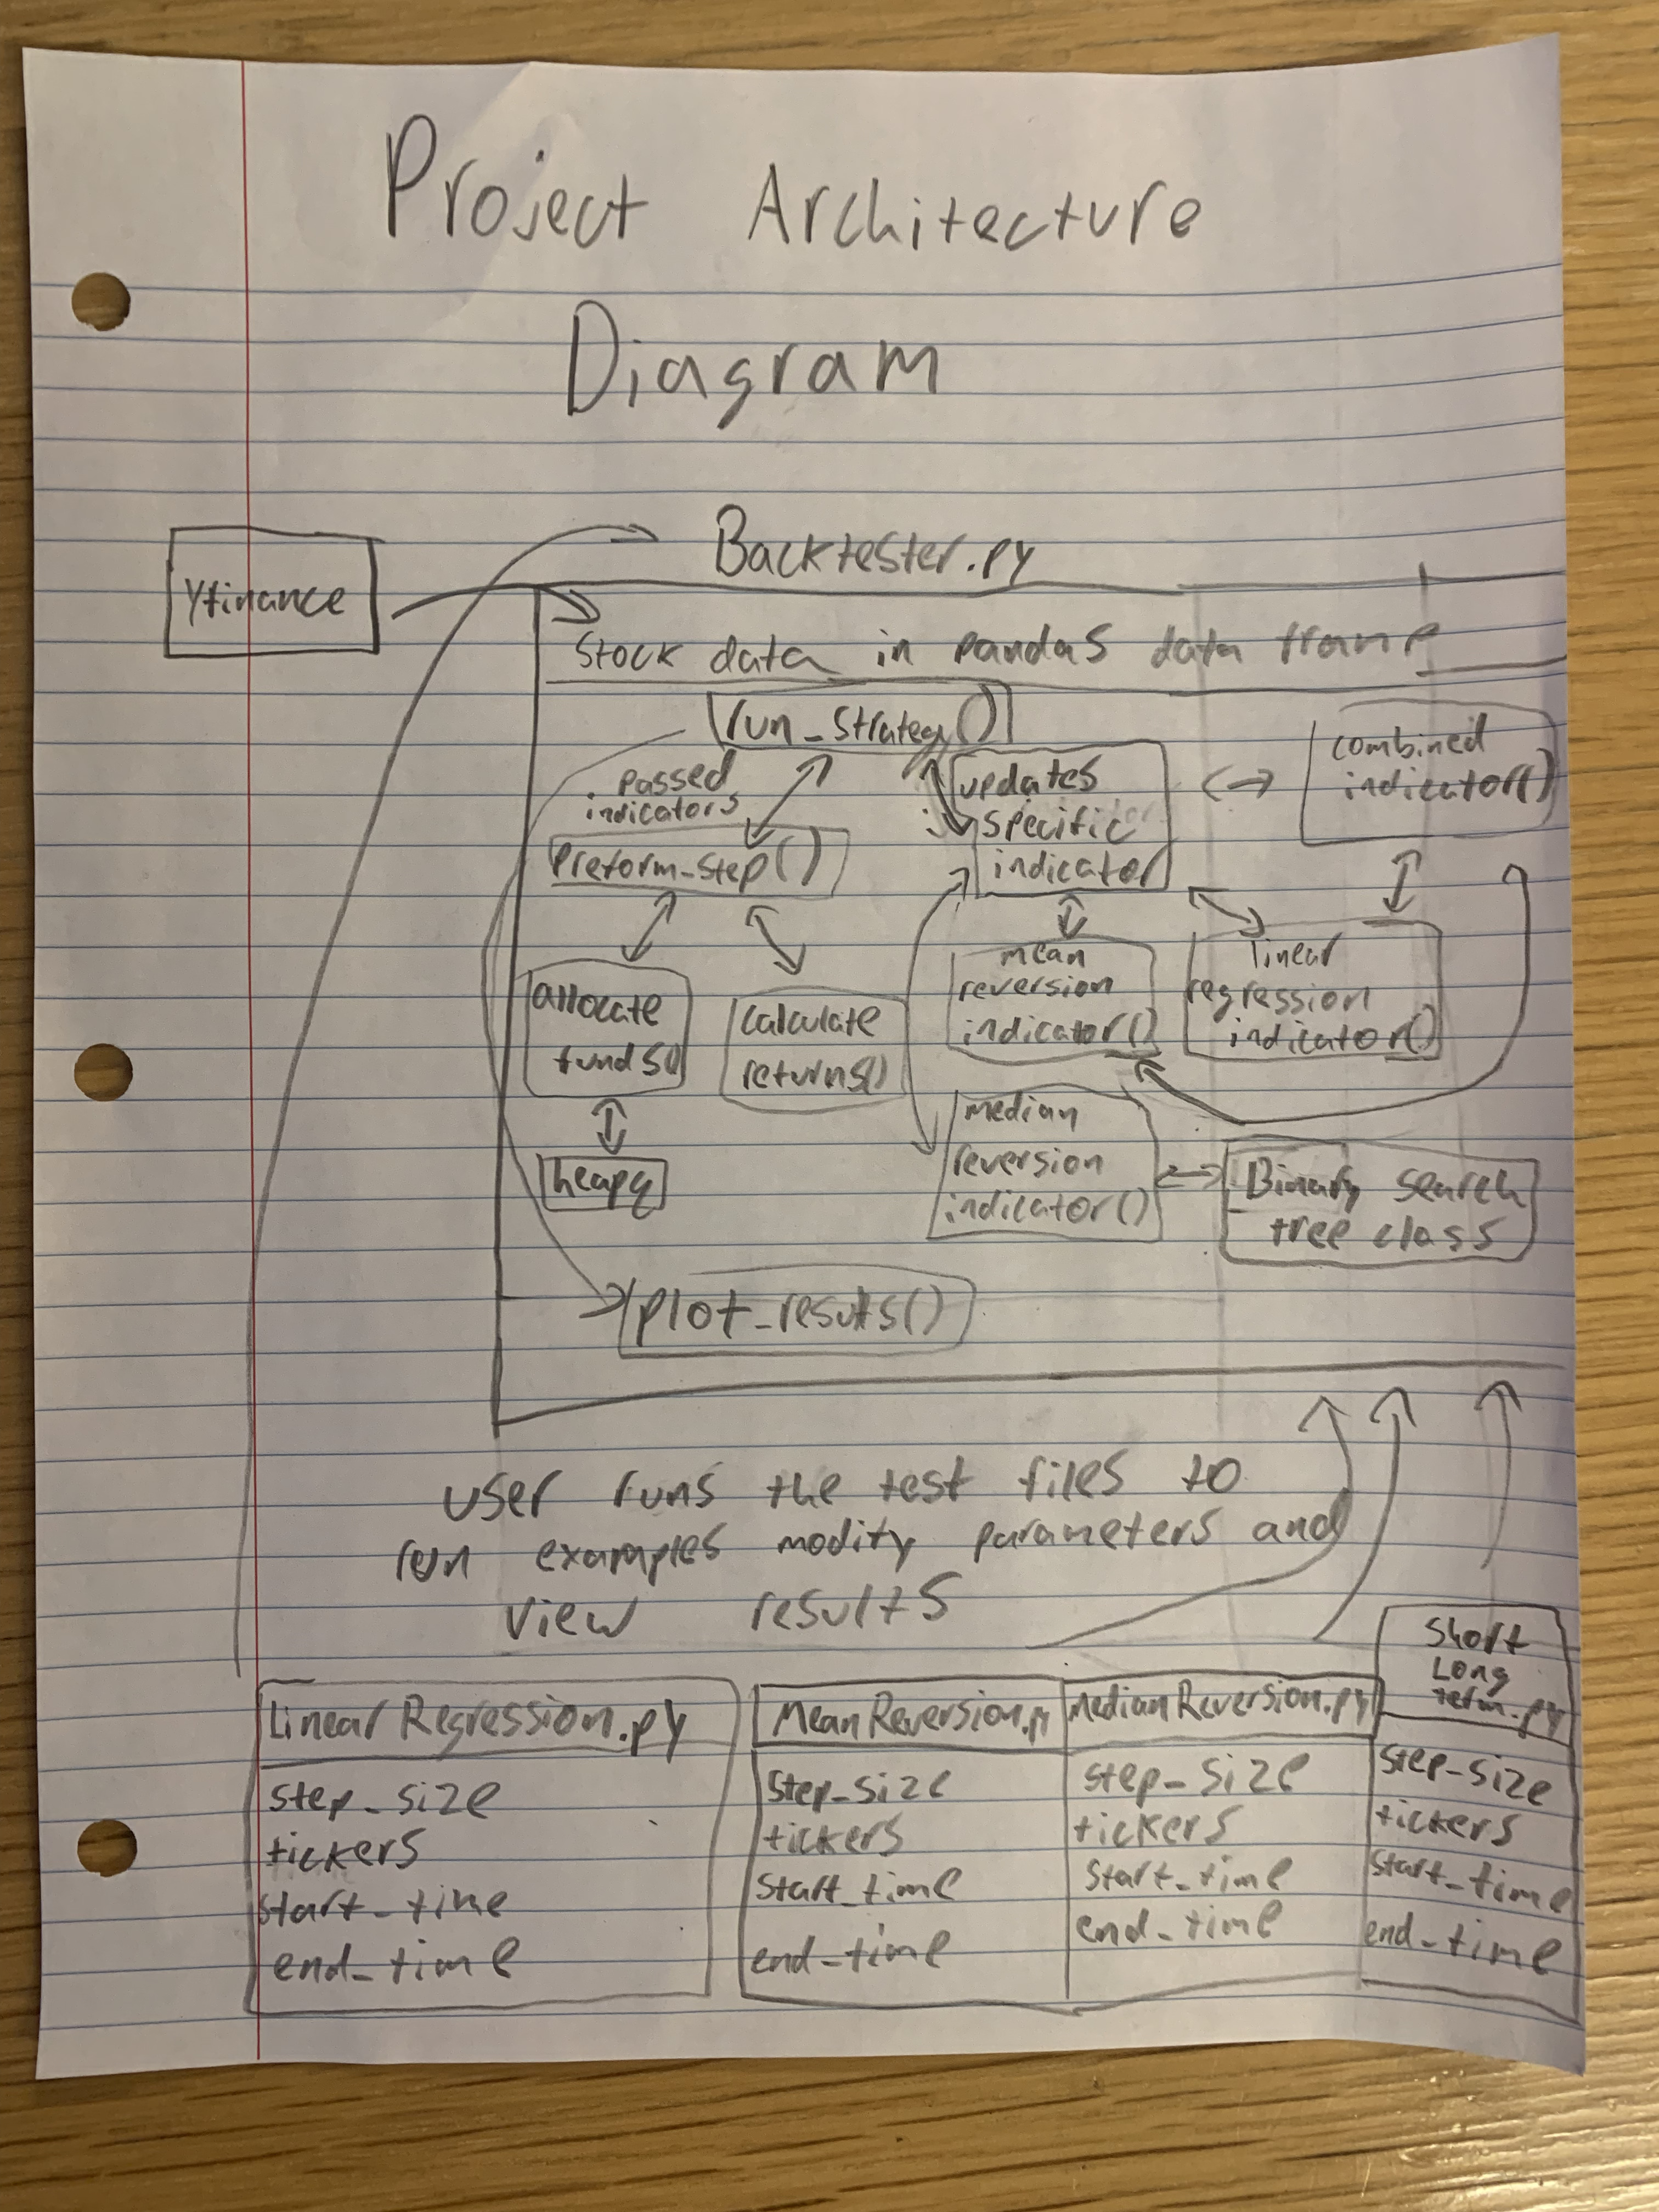 Project Architecture
Diagram
Backtester.py
Yfinance
Stock data in pandas data frame
run_strategy()
passed
indicators
updates
specific
indicator
combined
indicator()
Preform_step()
allocate
funds()
calculate
returns()
mean
reversion
indicator()
linear
regression
indicator()
heapq
median
reversion
indicator()
Binary search
tree class
plot_results()
user runs the test files to
run examples modify parameters and
view results
Linear Regression.py
step_size
tickers
start_time
end_time
Mean Reversion.py
step_size
tickers
start_time
end_time
Median Reversion.py
step_size
tickers
start_time
end_time
Short
Long
term.py
step_size
tickers
start_time
end_time